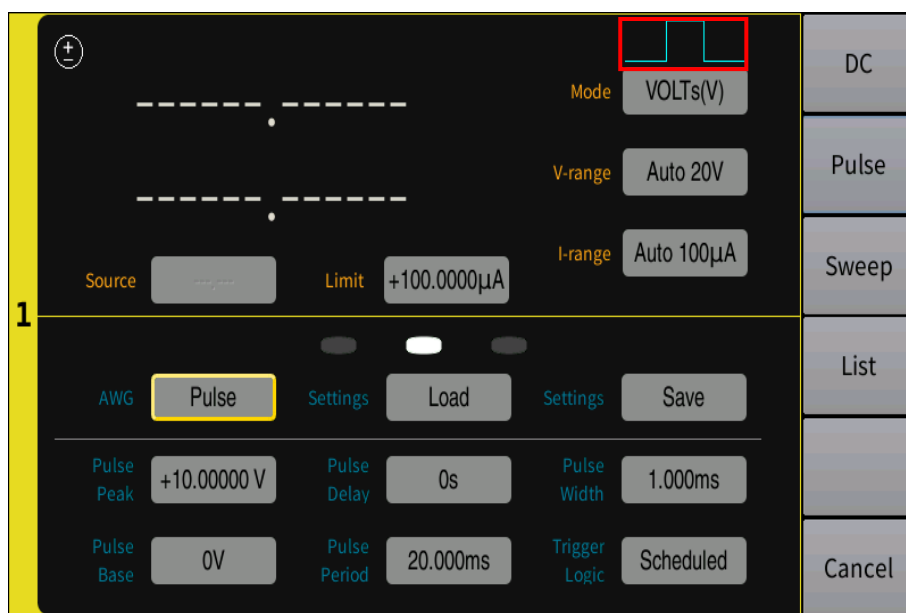 Mode VOLTs(V)
V-range Auto 20V
I-range Auto 100µA
Source --.--- Limit +100.0000µA
1
AWG Pulse Settings Load Settings Save
Pulse Peak +10.00000 V Pulse Delay 0s Pulse Width 1.000ms
Pulse Base 0V Pulse Period 20.000ms Trigger Logic Scheduled
DC
Pulse
Sweep
List
Cancel